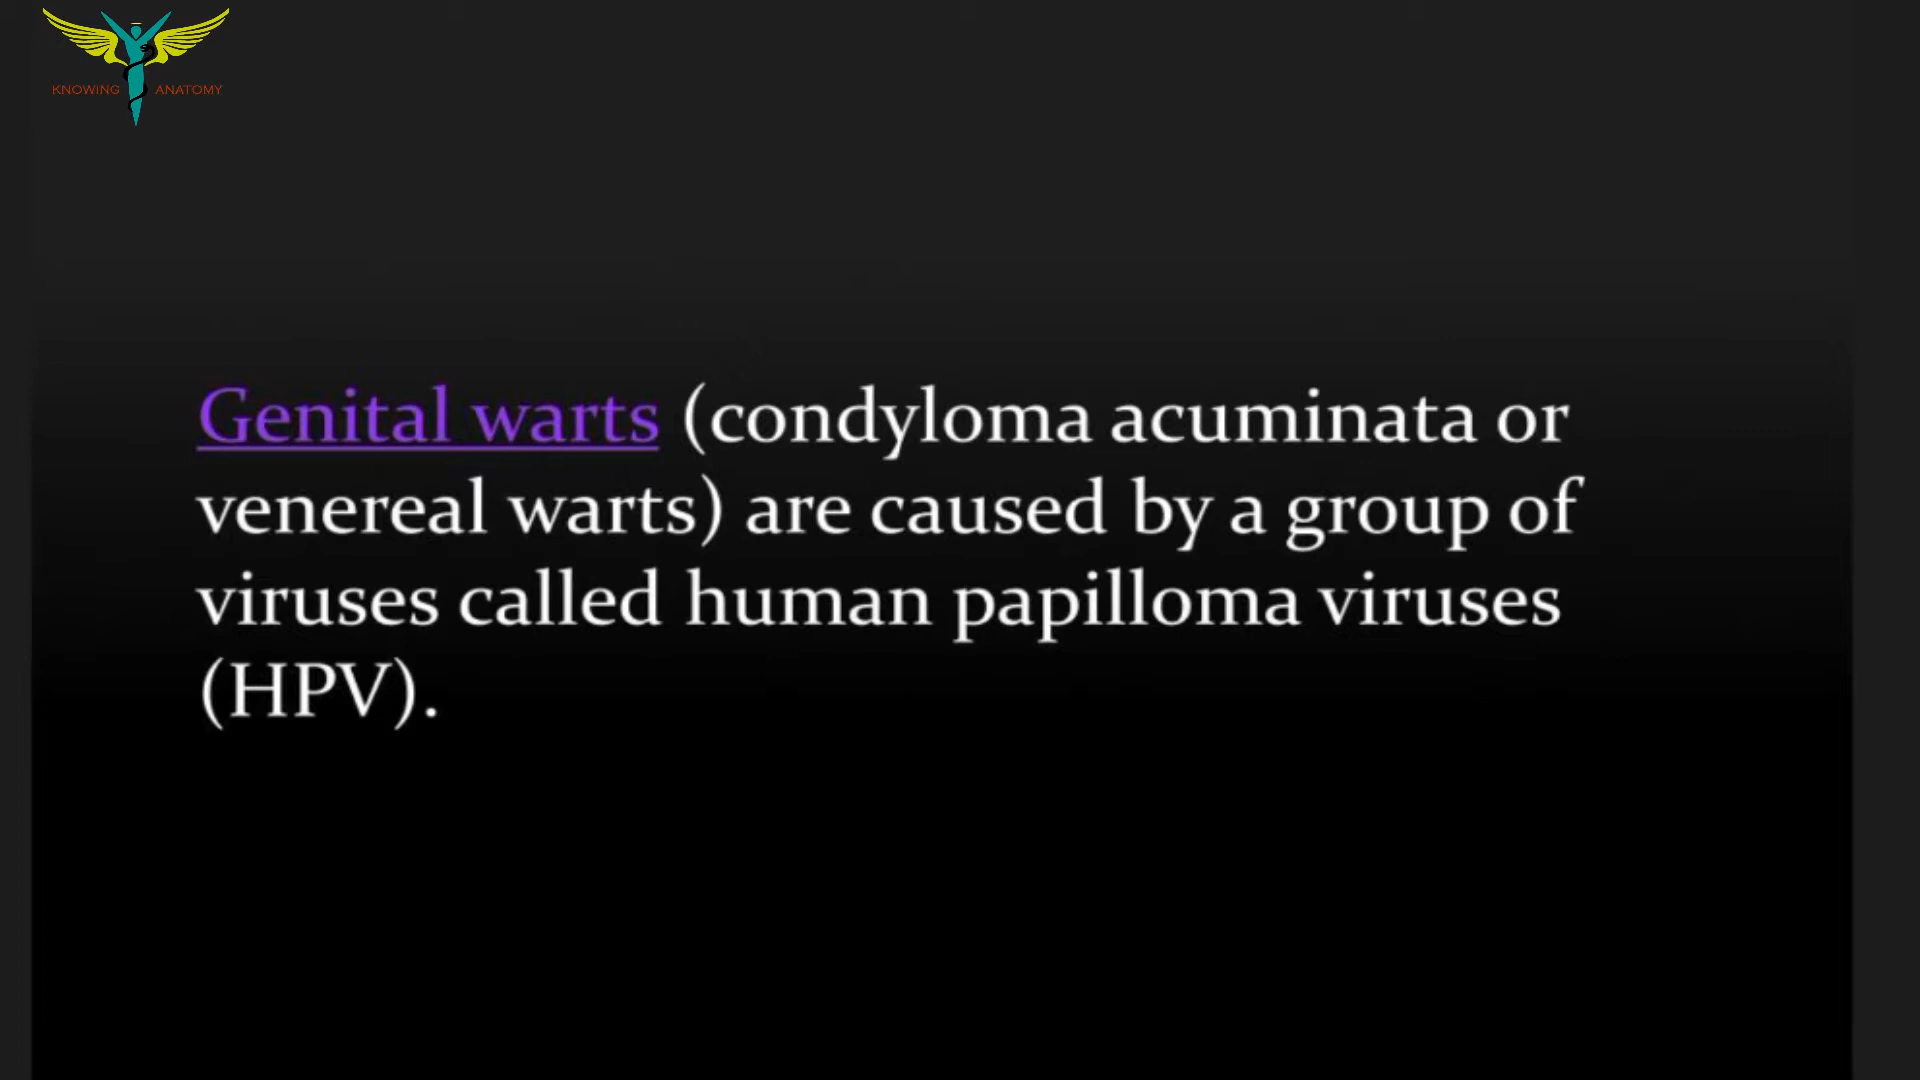 KNOWING ANATOMY
Genital warts (condyloma acuminata or
venereal warts) are caused by a group of
viruses called human papilloma viruses
(HPV).